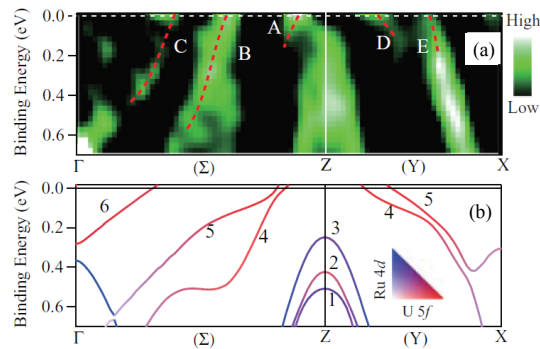 Binding Energy (eV)
0.0
0.2
0.4
0.6
A
B
C
D
E
(a)
High
Low
Γ
(Σ)
Z
(Y)
X
Binding Energy (eV)
0.0
0.2
0.4
0.6
6
5
4
3
2
1
4
5
(b)
Ru 4d
U 5f
Γ
(Σ)
Z
(Y)
X